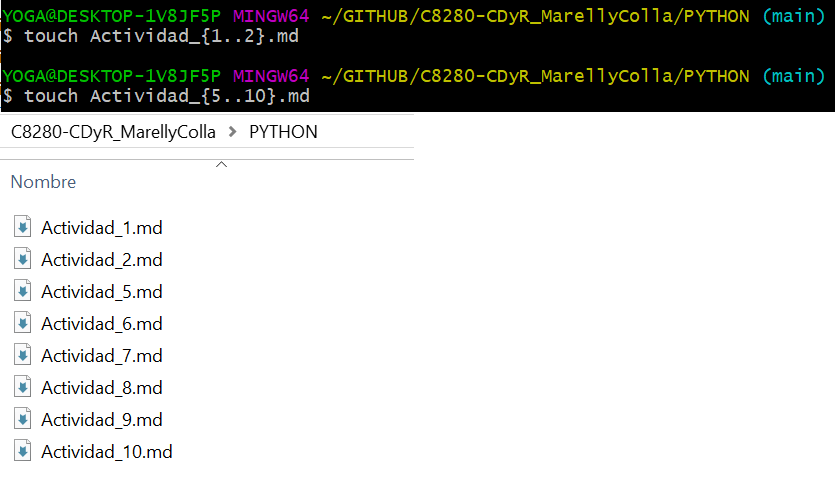 YOGA@DESKTOP-1V8JF5P MINGW64 ~/GITHUB/C8280-CDyR_MarellyColla/PYTHON (main)
$ touch Actividad_{1..2}.md
YOGA@DESKTOP-1V8JF5P MINGW64 ~/GITHUB/C8280-CDyR_MarellyColla/PYTHON (main)
$ touch Actividad_{5..10}.md
C8280-CDyR_MarellyColla > PYTHON
Nombre
Actividad_1.md
Actividad_2.md
Actividad_5.md
Actividad_6.md
Actividad_7.md
Actividad_8.md
Actividad_9.md
Actividad_10.md